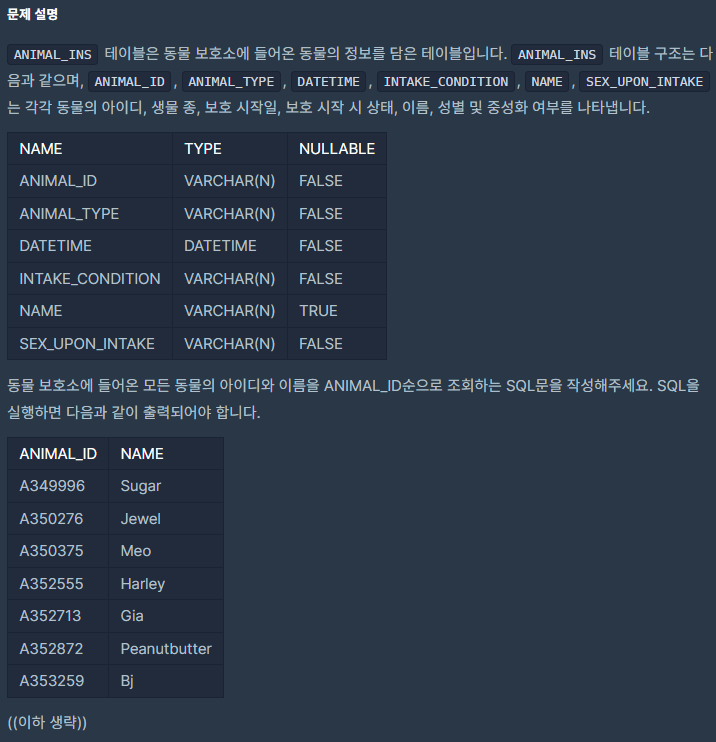 문제 설명
ANIMAL_INS 테이블은 동물 보호소에 들어온 동물의 정보를 담은 테이블입니다. ANIMAL_INS 테이블 구조는 다
음과 같으며, ANIMAL_ID, ANIMAL_TYPE, DATETIME, INTAKE_CONDITION, NAME, SEX_UPON_INTAKE
는 각각 동물의 아이디, 생물 종, 보호 시작일, 보호 시작 시 상태, 이름, 성별 및 중성화 여부를 나타냅니다.
NAME TYPE NULLABLE
ANIMAL_ID VARCHAR(N) FALSE
ANIMAL_TYPE VARCHAR(N) FALSE
DATETIME DATETIME FALSE
INTAKE_CONDITION VARCHAR(N) FALSE
NAME VARCHAR(N) TRUE
SEX_UPON_INTAKE VARCHAR(N) FALSE
동물 보호소에 들어온 모든 동물의 아이디와 이름을 ANIMAL_ID순으로 조회하는 SQL문을 작성해주세요. SQL을
실행하면 다음과 같이 출력되어야 합니다.
ANIMAL_ID NAME
A349996 Sugar
A350276 Jewel
A350375 Meo
A352555 Harley
A352713 Gia
A352872 Peanutbutter
A353259 Bj
((이하 생략))